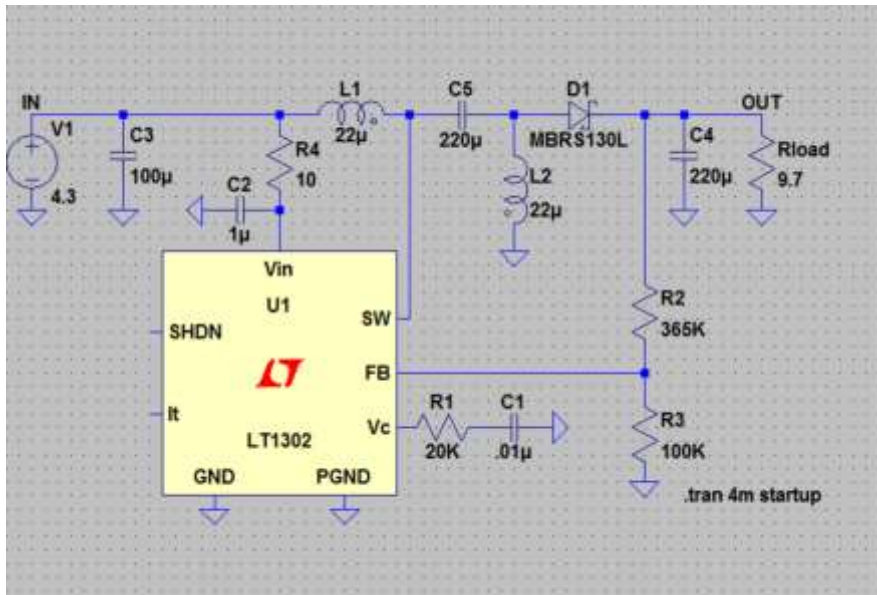 IN
V1
4.3
C3
100µ
R4
10
C2
1µ
L1
22µ
C5
220µ
D1
MBRS130L
L2
22µ
OUT
C4
220µ
Rload
9.7
Vin
U1
SW
SHDN
FB
It
Vc
LT1302
GND
PGND
R1
20K
C1
.01µ
R2
365K
R3
100K
.tran 4m startup